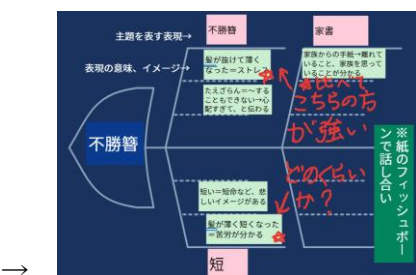 →
主題を表す表現→
不勝簪
家書
表現の意味、イメージ→
髪が抜けて薄く
なった=ストレス
家族からの手紙→離れて
いること、家族を思って
いることが分かる
たえざらん=〜する
こともできない→心
配すぎて、と伝わる
★比べて
こちらの方
が強い
不勝簪
どのくらい
か?
短い=短命など、悲
しいイメージがある
髪が薄く短くなった
=苦労が分かる
短
※紙のフィッシュボー
ンで話し合い